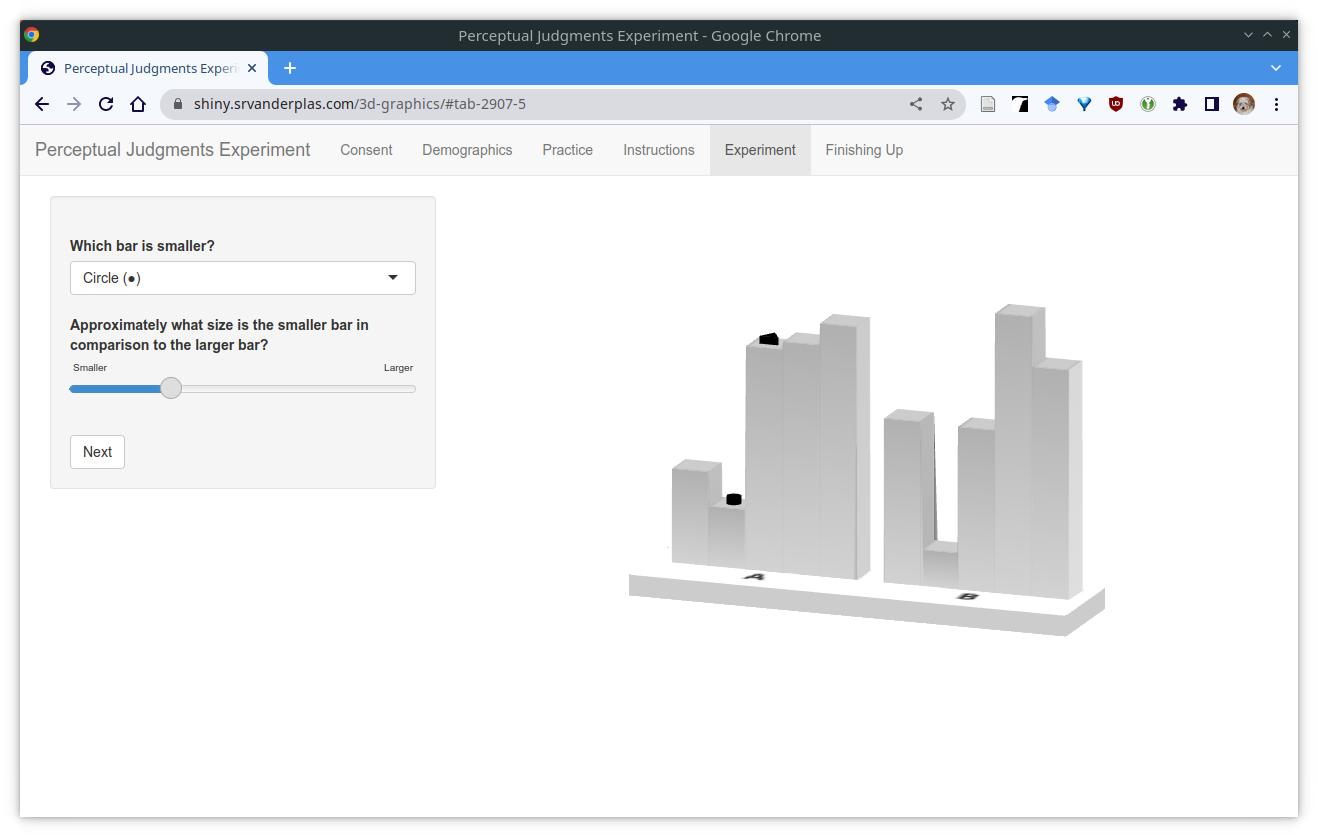 Perceptual Judgments Experiment - Google Chrome
Perceptual Judgments Experi
shiny.srvanderplas.com/3d-graphics/#tab-2907-5
Perceptual Judgments Experiment Consent Demographics Practice Instructions Experiment Finishing Up
Which bar is smaller?
Circle (●)
Approximately what size is the smaller bar in
comparison to the larger bar?
Smaller Larger
Next
A
B